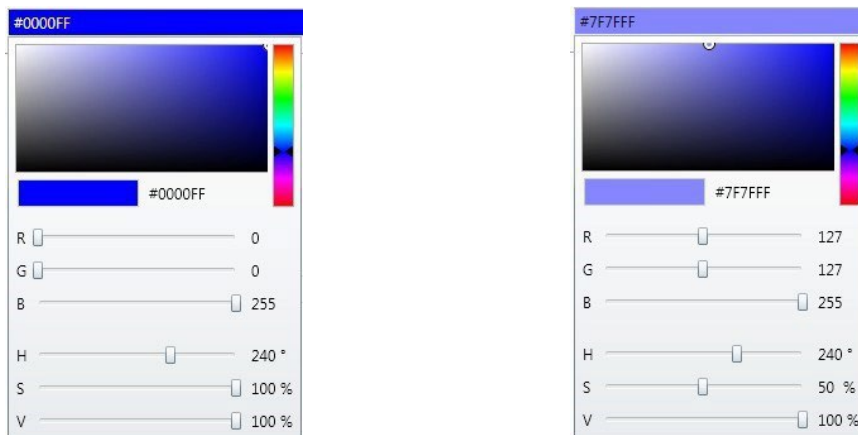 #0000FF
#0000FF
R 0
G 0
B 255
H 240 °
S 100 %
V 100 %
#7F7FFF
#7F7FFF
R 127
G 127
B 255
H 240 °
S 50 %
V 100 %